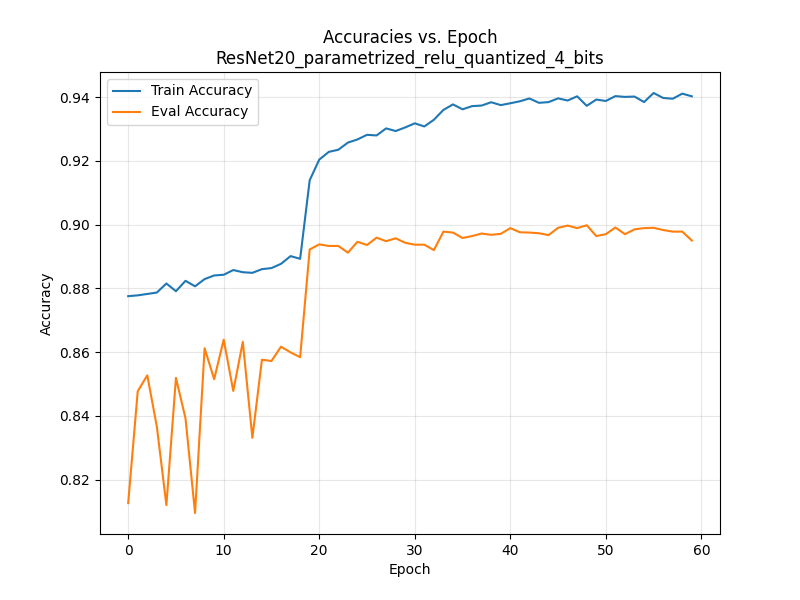 Accuracies vs. Epoch
ResNet20_parametrized_relu_quantized_4_bits
Train Accuracy
Eval Accuracy
0.94
0.92
0.90
0.88
0.86
0.84
0.82
Accuracy
0 10 20 30 40 50 60
Epoch